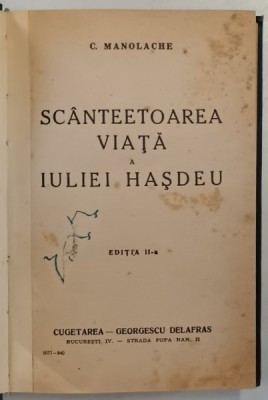 C. MANOLACHE
SCÂNTEETOAREA
VIAŢĂ
A
IULIEI HAŞDEU
EDIŢIA II-a
CUGETAREA — GEORGESCU DELAFRAS
BUCUREŞTI, IV. — STRADA POPA NAN, 21